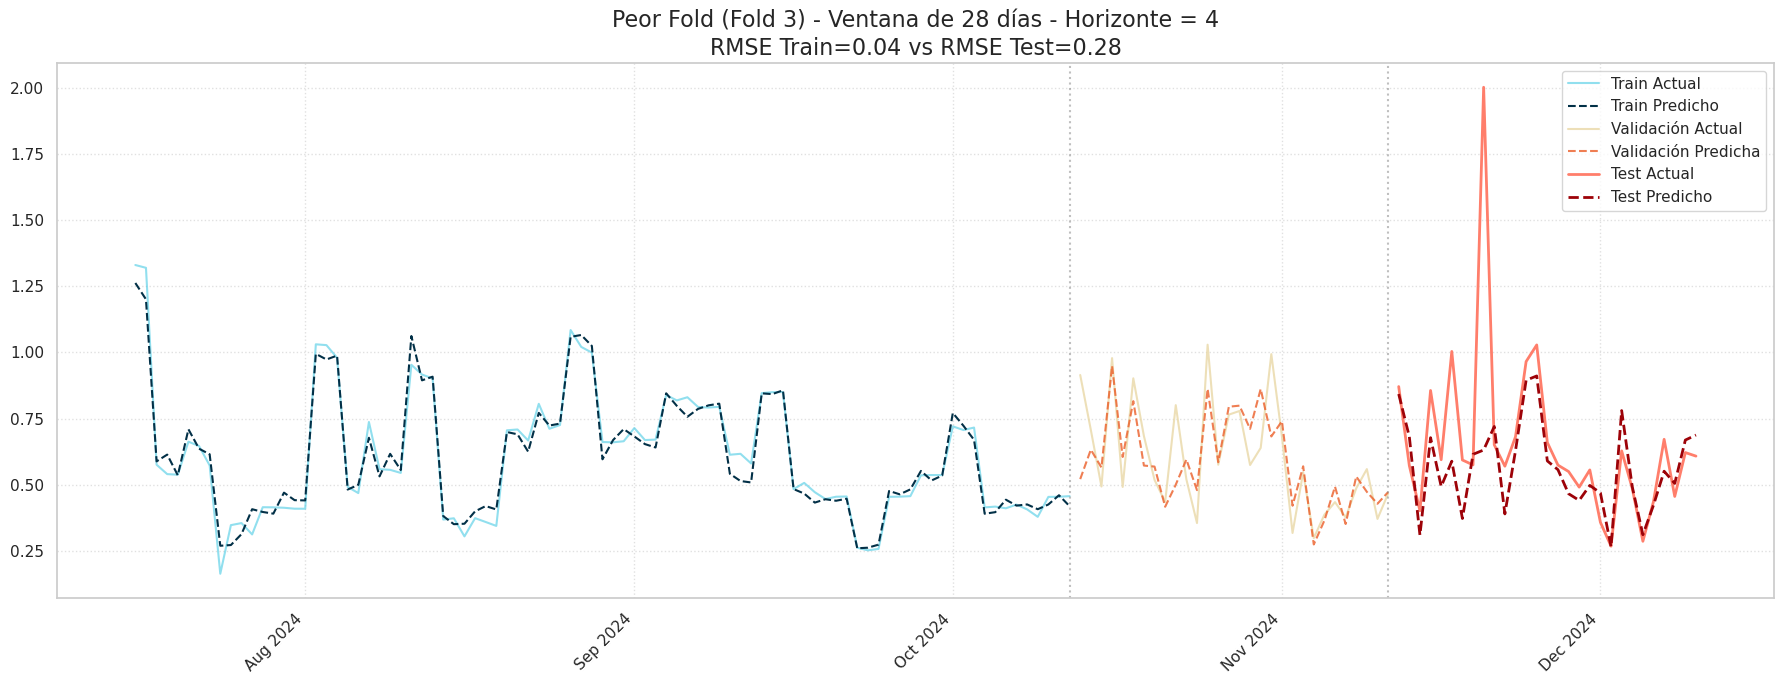 Peor Fold (Fold 3) - Ventana de 28 días - Horizonte = 4
RMSE Train=0.04 vs RMSE Test=0.28
2.00
1.75
1.50
1.25
1.00
0.75
0.50
0.25
Train Actual
Train Predicho
Validación Actual
Validación Predicha
Test Actual
Test Predicho
Aug 2024
Sep 2024
Oct 2024
Nov 2024
Dec 2024